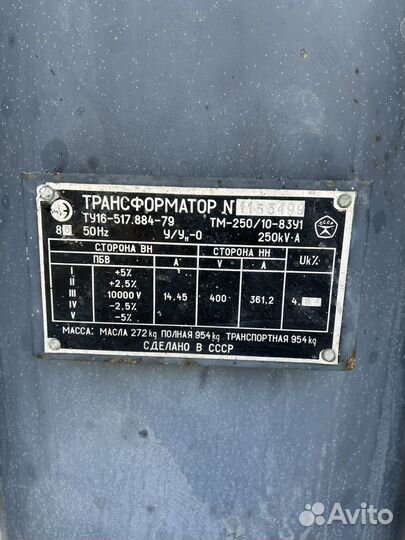 ТРАНСФОРМАТОР N 1153499
ТУ16-517.884-79 ТМ-250/10-83У1
50Hz У/Ун-0 250kV·A
СТОРОНА ВН СТОРОНА НН Uk%
ПБВ A V A
I +5%
II +2.5%
III 10000 V 14,45 400 361,2 4,
IV -2.5%
V -5%
МАССА: МАСЛА 272kg ПОЛНАЯ 954kg ТРАНСПОРТНАЯ 954kg
СДЕЛАНО В СССР
Avito